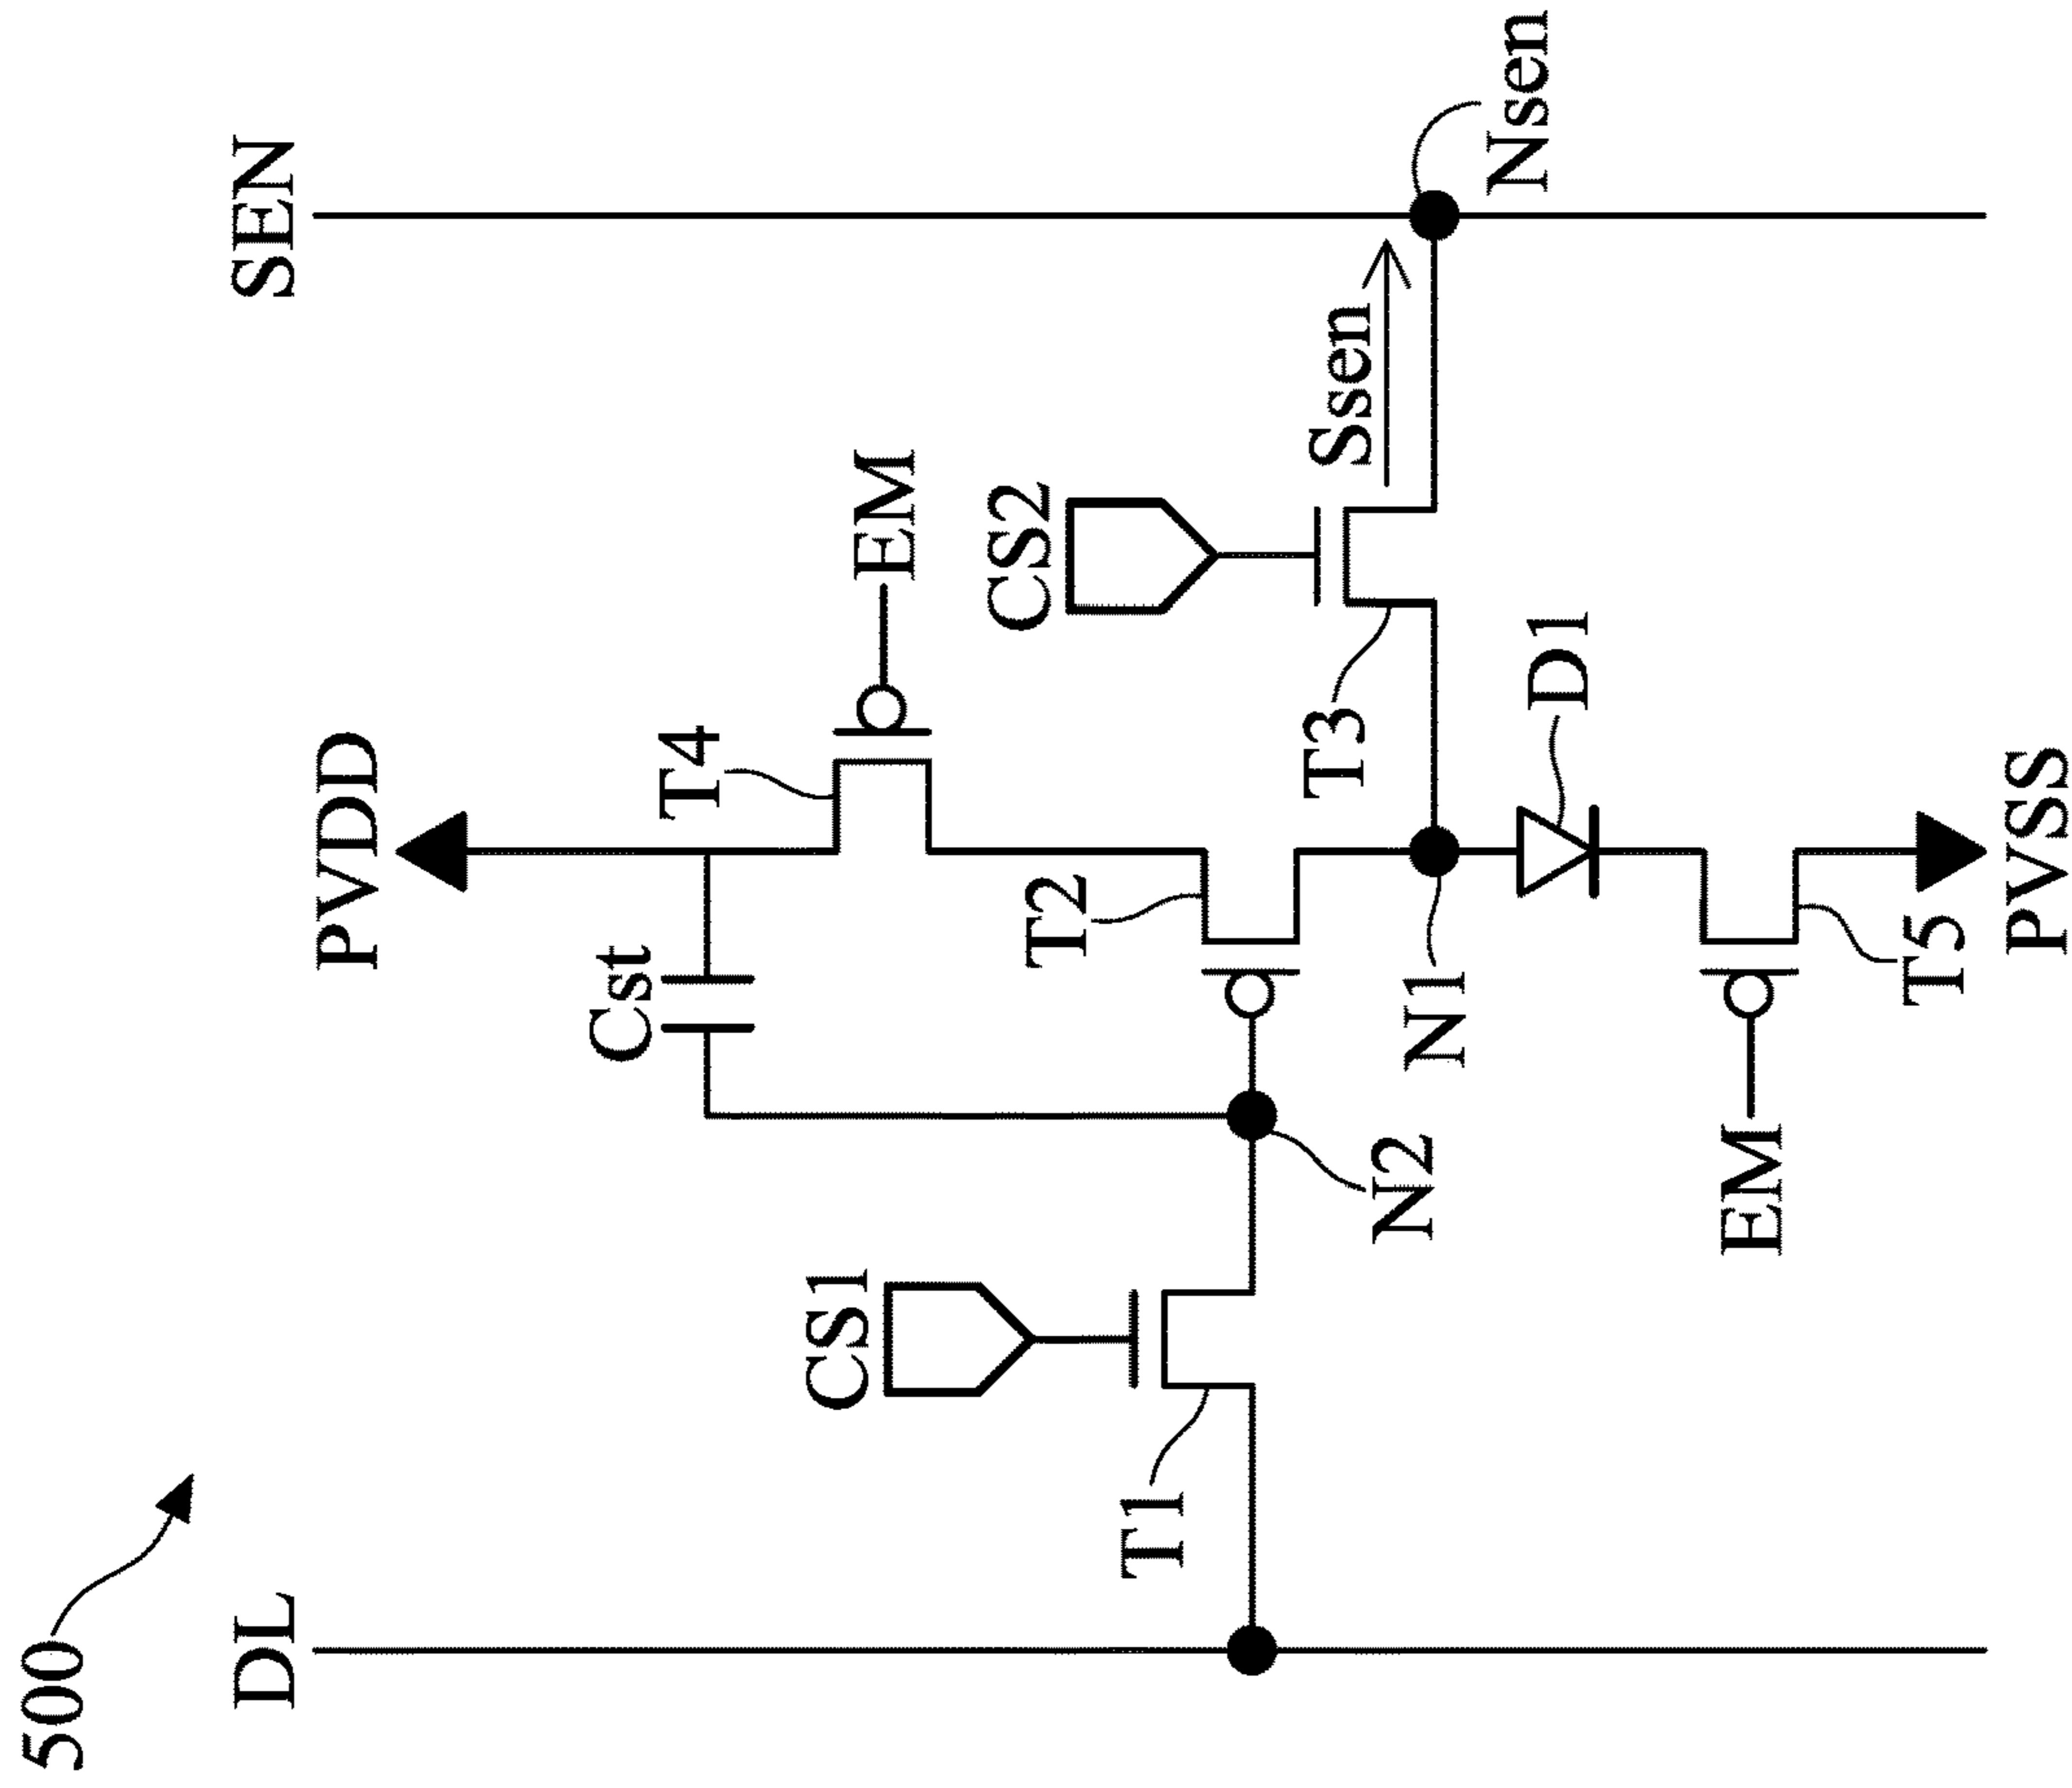 500
DL
SEN
PVDD
Cst
T4
EM
CS1
CS2
T2
T1
T3
Ssen
N2
N1
Nsen
D1
EM
T5
PVSS